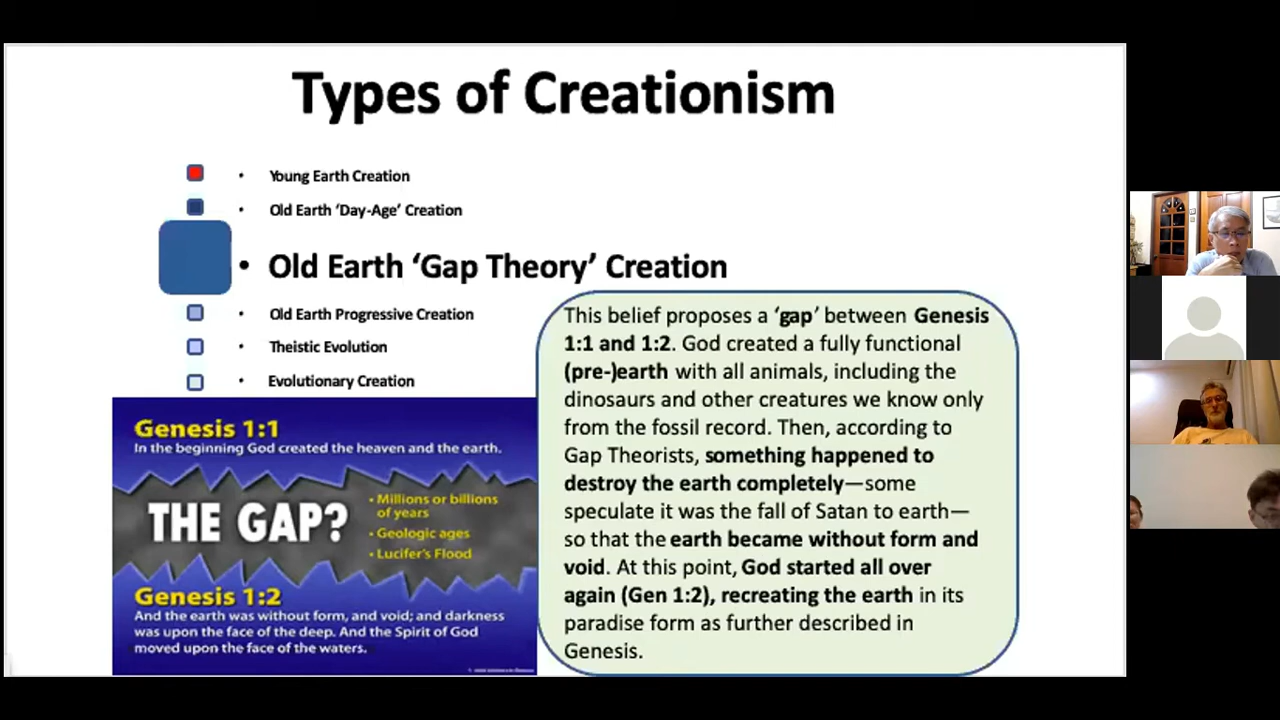 Types of Creationism
• Young Earth Creation
• Old Earth ‘Day-Age’ Creation
• Old Earth ‘Gap Theory’ Creation
• Old Earth Progressive Creation
• Theistic Evolution
• Evolutionary Creation
Genesis 1:1
In the beginning God created the heaven and the earth.
THE GAP?
• Millions or billions
of years
• Geologic ages
• Lucifer's Flood
Genesis 1:2
And the earth was without form, and void; and darkness
was upon the face of the deep. And the Spirit of God
moved upon the face of the waters.
This belief proposes a ‘gap’ between Genesis
1:1 and 1:2. God created a fully functional
(pre-)earth with all animals, including the
dinosaurs and other creatures we know only
from the fossil record. Then, according to
Gap Theorists, something happened to
destroy the earth completely—some
speculate it was the fall of Satan to earth—
so that the earth became without form and
void. At this point, God started all over
again (Gen 1:2), recreating the earth in its
paradise form as further described in
Genesis.